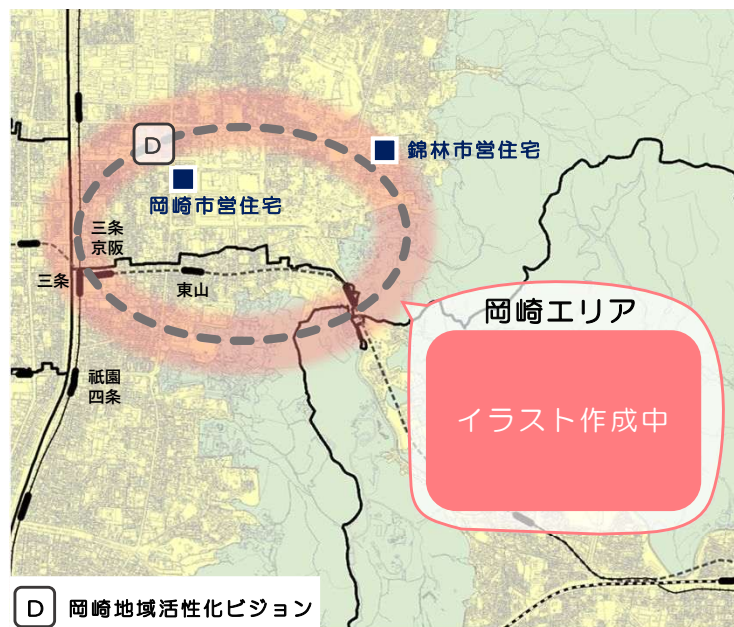 D
錦林市営住宅
岡崎市営住宅
三条
京阪
三条
東山
岡崎エリア
祇園
四条
イラスト作成中
D 岡崎地域活性化ビジョン